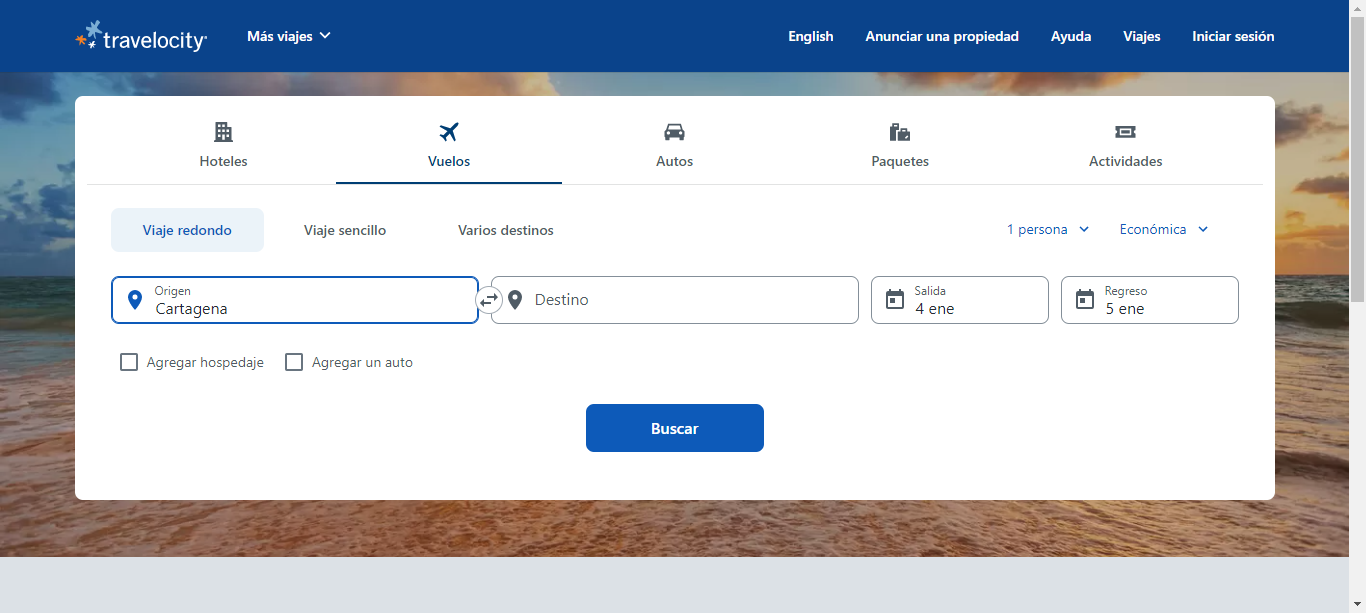 travelocity
Más viajes
English
Anunciar una propiedad
Ayuda
Viajes
Iniciar sesión
Hoteles
Vuelos
Autos
Paquetes
Actividades
Viaje redondo
Viaje sencillo
Varios destinos
1 persona
Económica
Origen
Cartagena
Destino
Salida
4 ene
Regreso
5 ene
Agregar hospedaje
Agregar un auto
Buscar